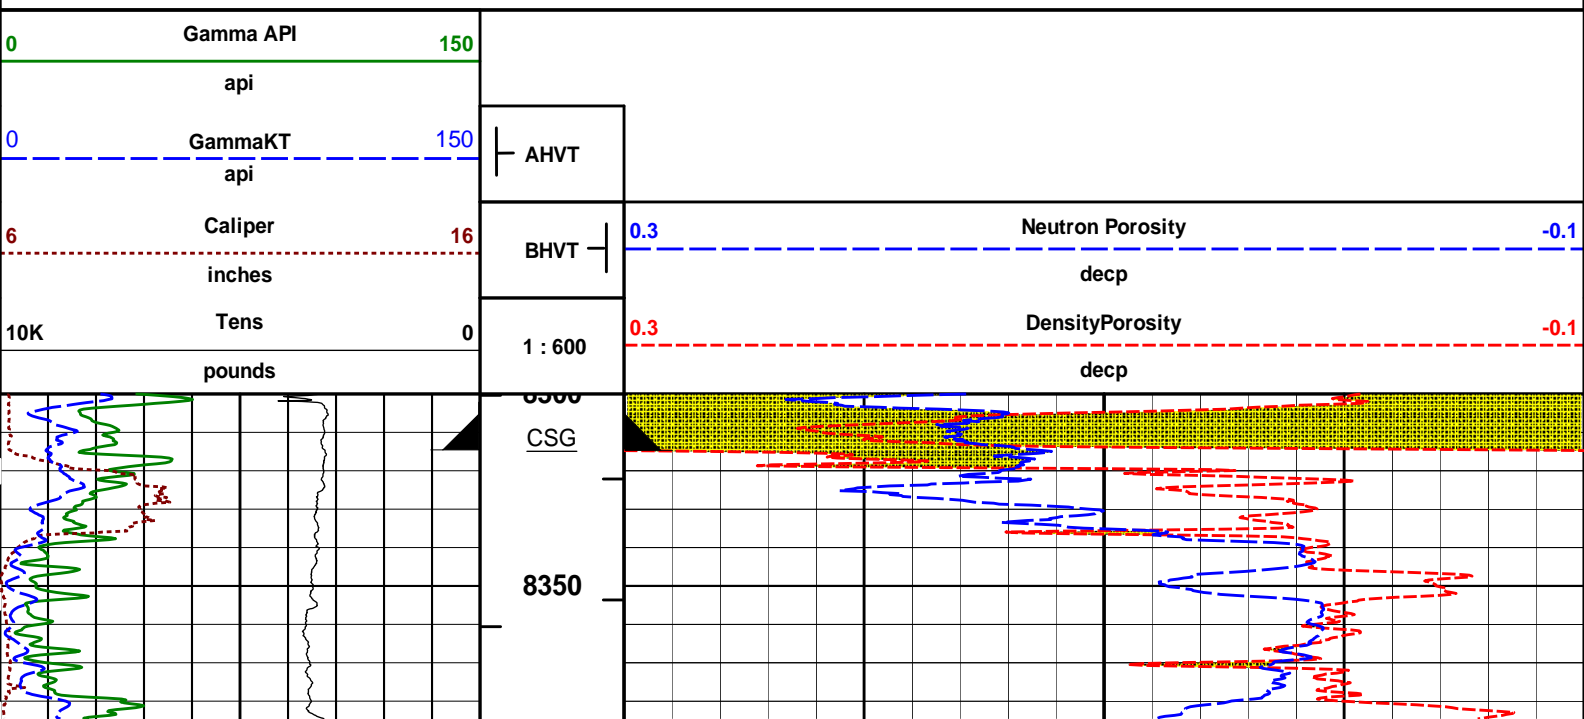 Gamma API
0 150
api
GammaKT
0 150
api
Caliper
6 16
inches
Tens
10K 0
pounds
AHVT
BHVT
1 : 600
Neutron Porosity
0.3 -0.1
decp
DensityPorosity
0.3 -0.1
decp
8300
CSG
8350